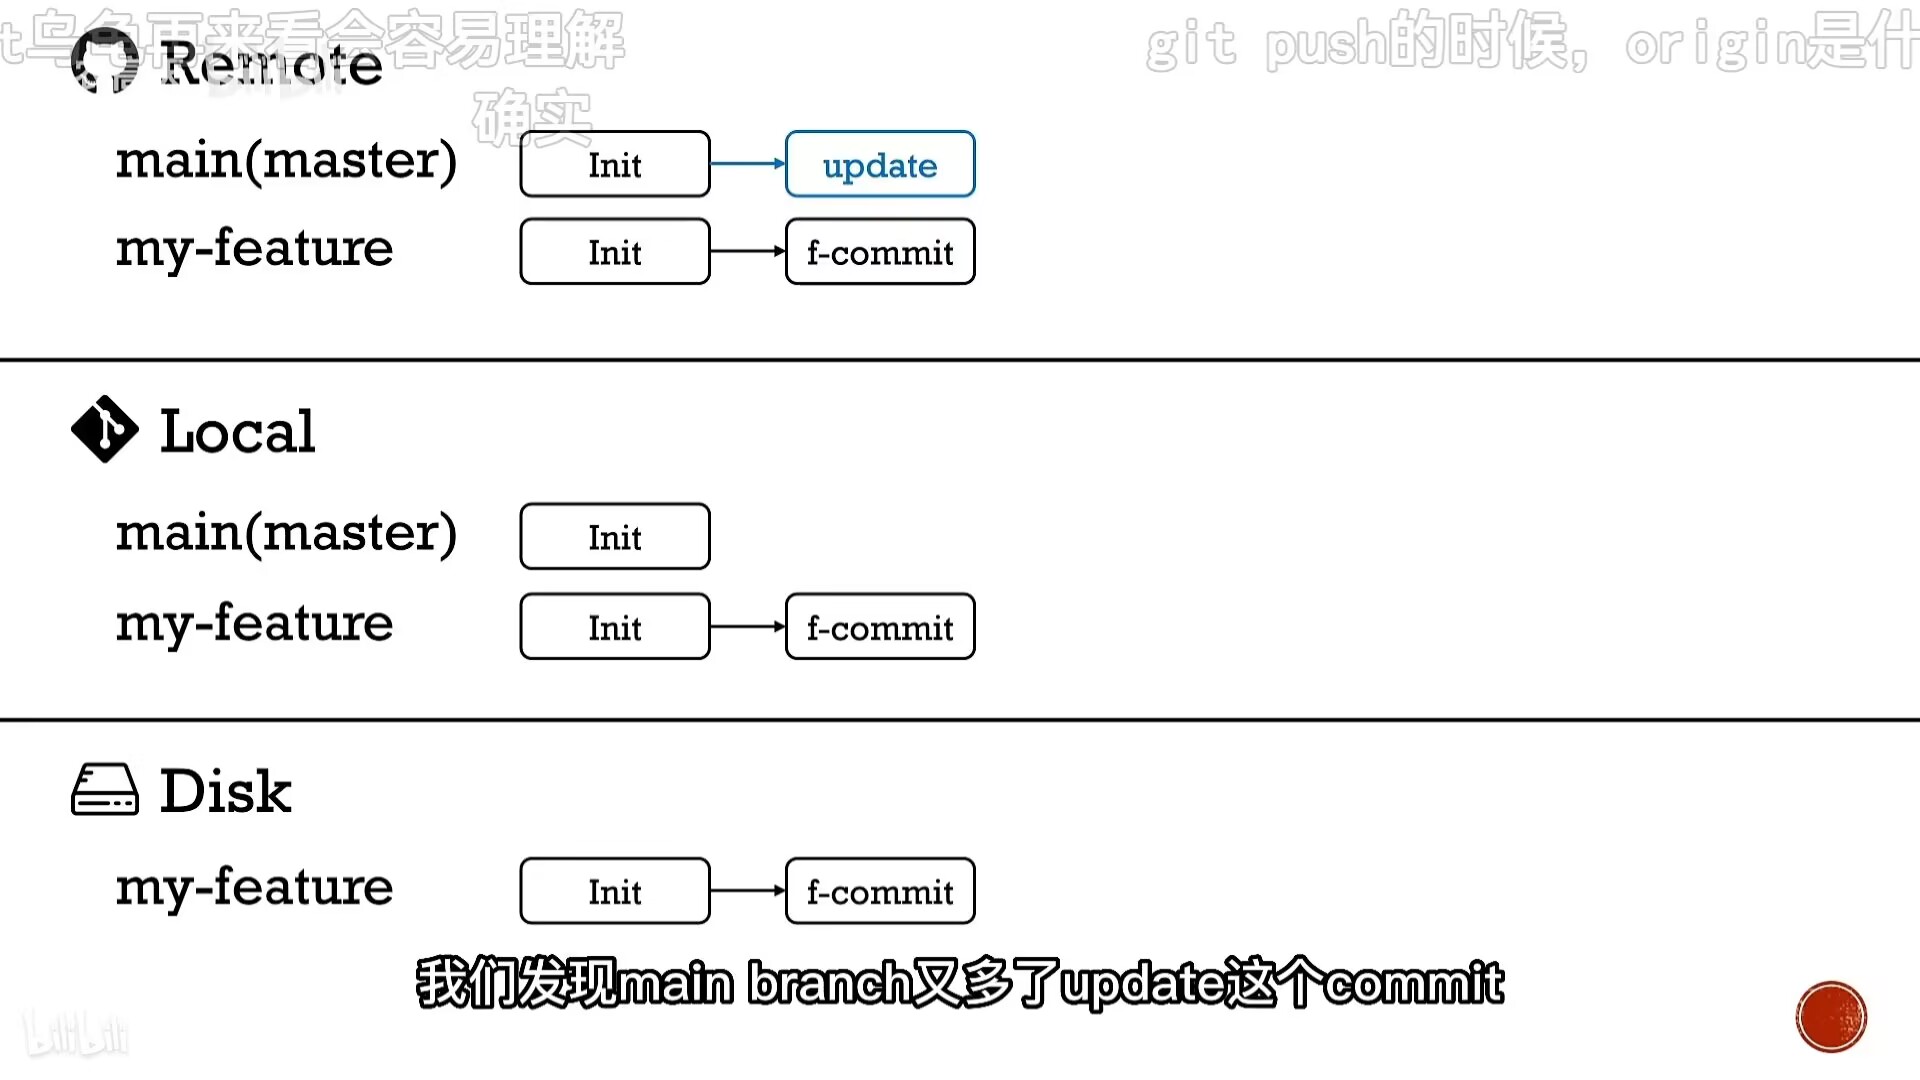 t乌龟再来看会容易理解
git push的时候，origin是什
Remote
确实
main(master) Init update
my-feature Init f-commit
Local
main(master) Init
my-feature Init f-commit
Disk
my-feature Init f-commit
我们发现main branch又多了update这个commit
bilibili